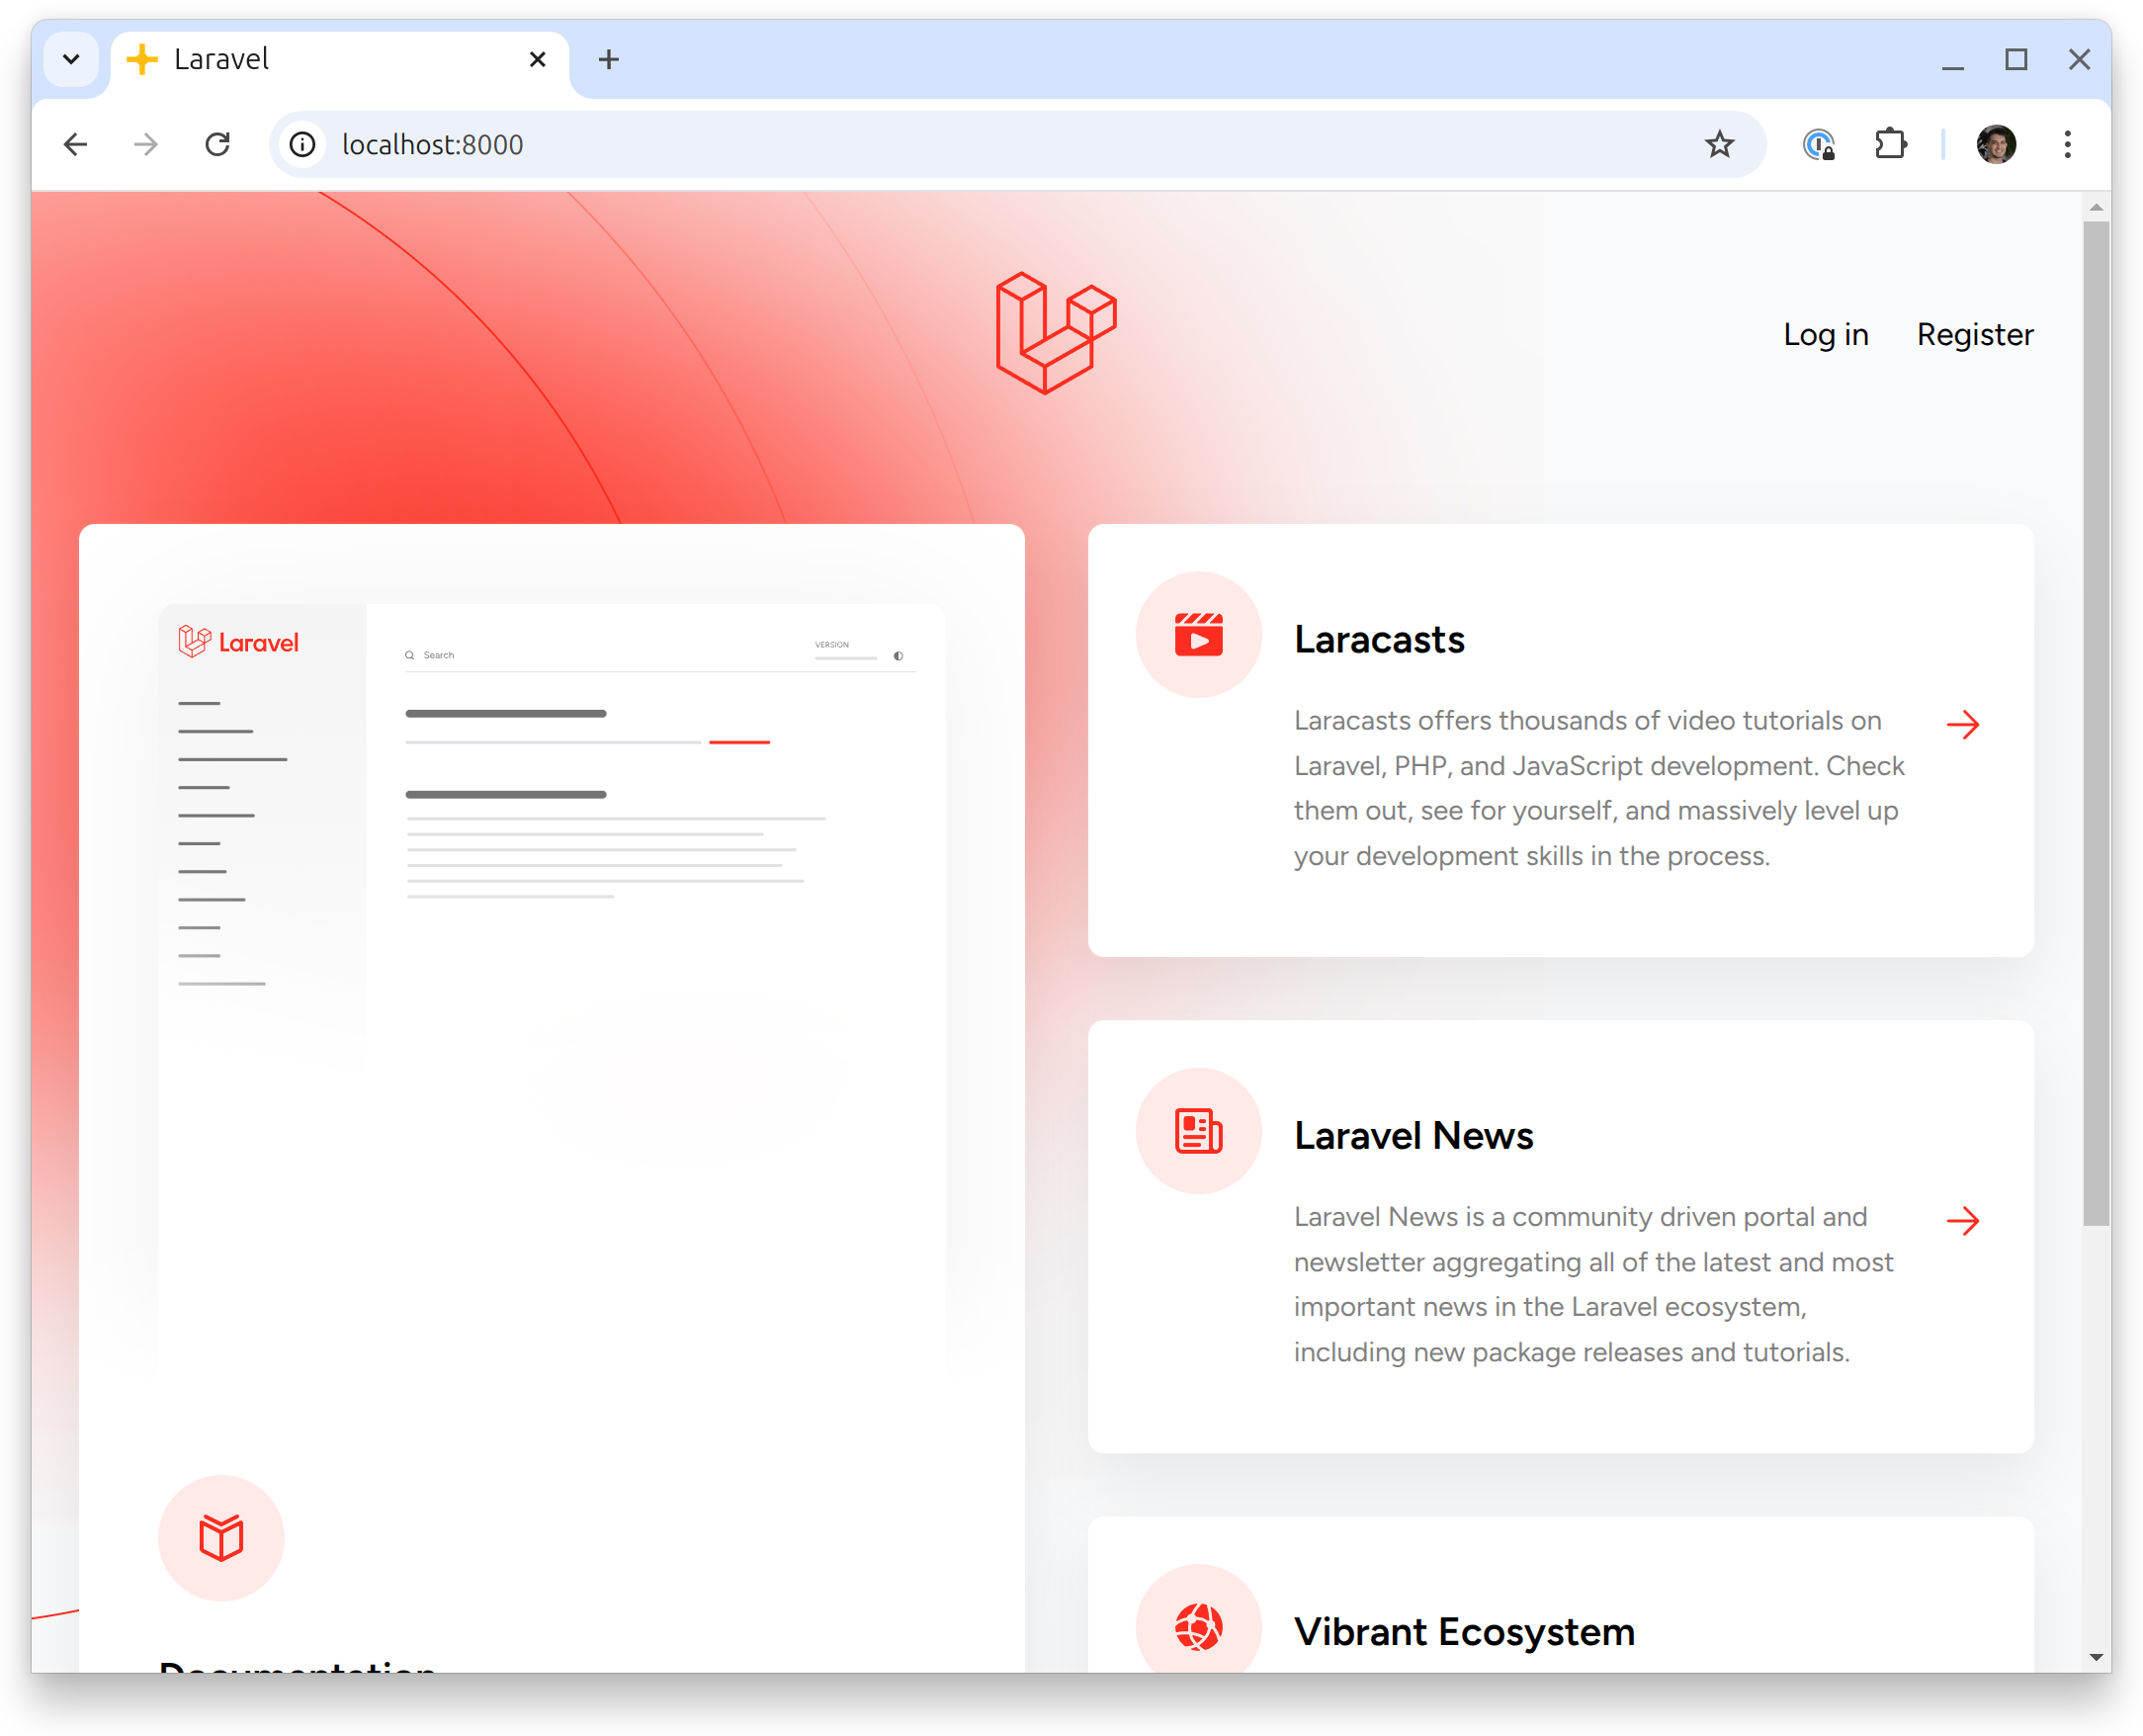 Laravel
localhost:8000
Log in Register
Laravel
Search
VERSION
Documentation
Laracasts
Laracasts offers thousands of video tutorials on
Laravel, PHP, and JavaScript development. Check
them out, see for yourself, and massively level up
your development skills in the process.
Laravel News
Laravel News is a community driven portal and
newsletter aggregating all of the latest and most
important news in the Laravel ecosystem,
including new package releases and tutorials.
Vibrant Ecosystem